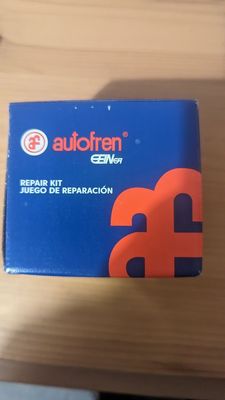 autofren®
SEINSA
REPAIR KIT
JUEGO DE REPARACIÓN